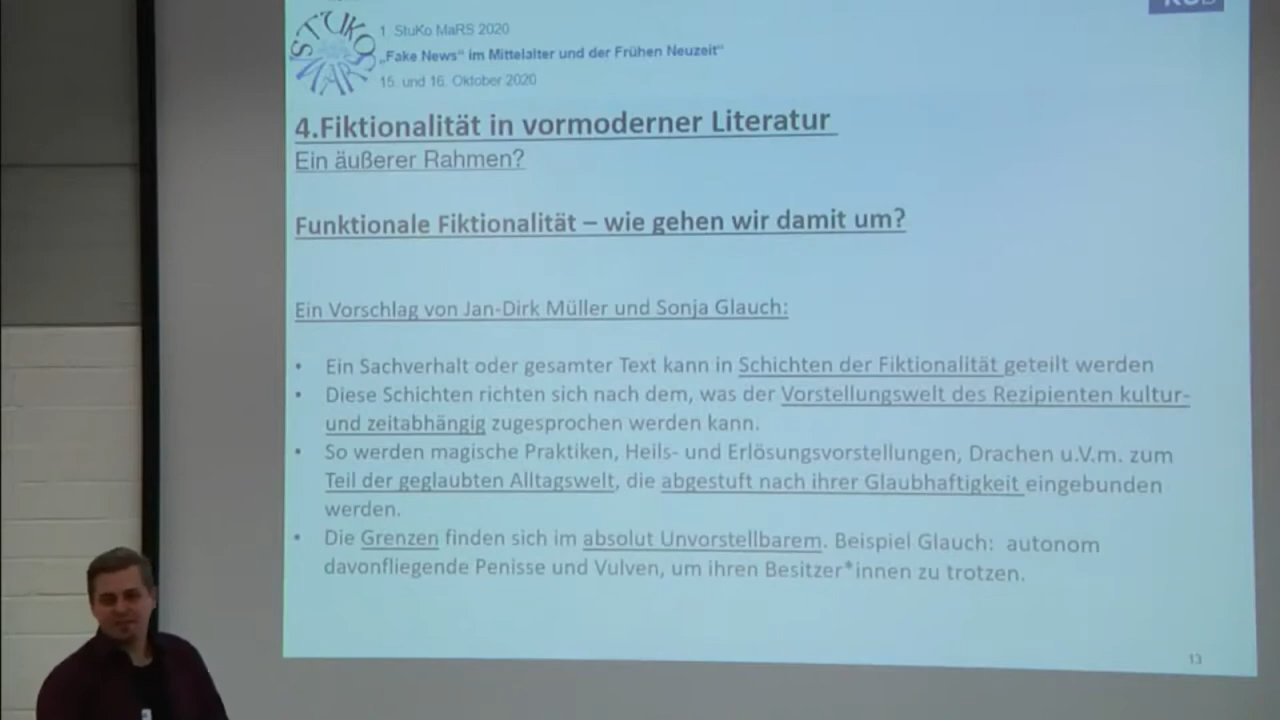 STUKO
MARS
1. StuKo MaRS 2020
„Fake News“ im Mittelalter und der Frühen Neuzeit“
15. und 16. Oktober 2020
4.Fiktionalität in vormoderner Literatur
Ein äußerer Rahmen?
Funktionale Fiktionalität – wie gehen wir damit um?
Ein Vorschlag von Jan-Dirk Müller und Sonja Glauch:
• Ein Sachverhalt oder gesamter Text kann in Schichten der Fiktionalität geteilt werden
• Diese Schichten richten sich nach dem, was der Vorstellungswelt des Rezipienten kultur-
und zeitabhängig zugesprochen werden kann.
• So werden magische Praktiken, Heils- und Erlösungsvorstellungen, Drachen u.V.m. zum
Teil der geglaubten Alltagswelt, die abgestuft nach ihrer Glaubhaftigkeit eingebunden
werden.
• Die Grenzen finden sich im absolut Unvorstellbarem. Beispiel Glauch: autonom
davonfliegende Penisse und Vulven, um ihren Besitzer*innen zu trotzen.
13